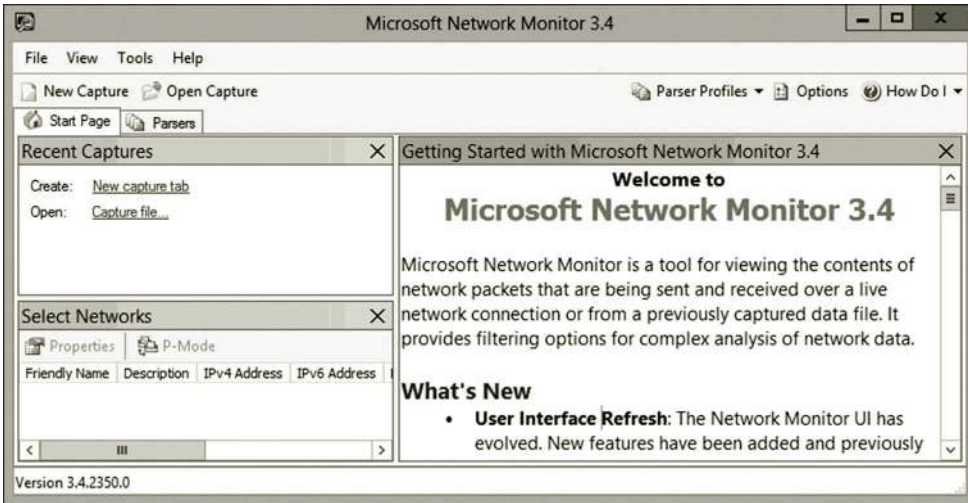 Microsoft Network Monitor 3.4
File View Tools Help
New Capture Open Capture
Parser Profiles Options How Do I
Start Page Parsers
Recent Captures
Create: New capture tab
Open: Capture file...
Select Networks
Properties P-Mode
Friendly Name Description IPv4 Address IPv6 Address
Getting Started with Microsoft Network Monitor 3.4
Welcome to
Microsoft Network Monitor 3.4
Microsoft Network Monitor is a tool for viewing the contents of
network packets that are being sent and received over a live
network connection or from a previously captured data file. It
provides filtering options for complex analysis of network data.
What's New
• User Interface Refresh: The Network Monitor UI has
evolved. New features have been added and previously
Version 3.4.2350.0